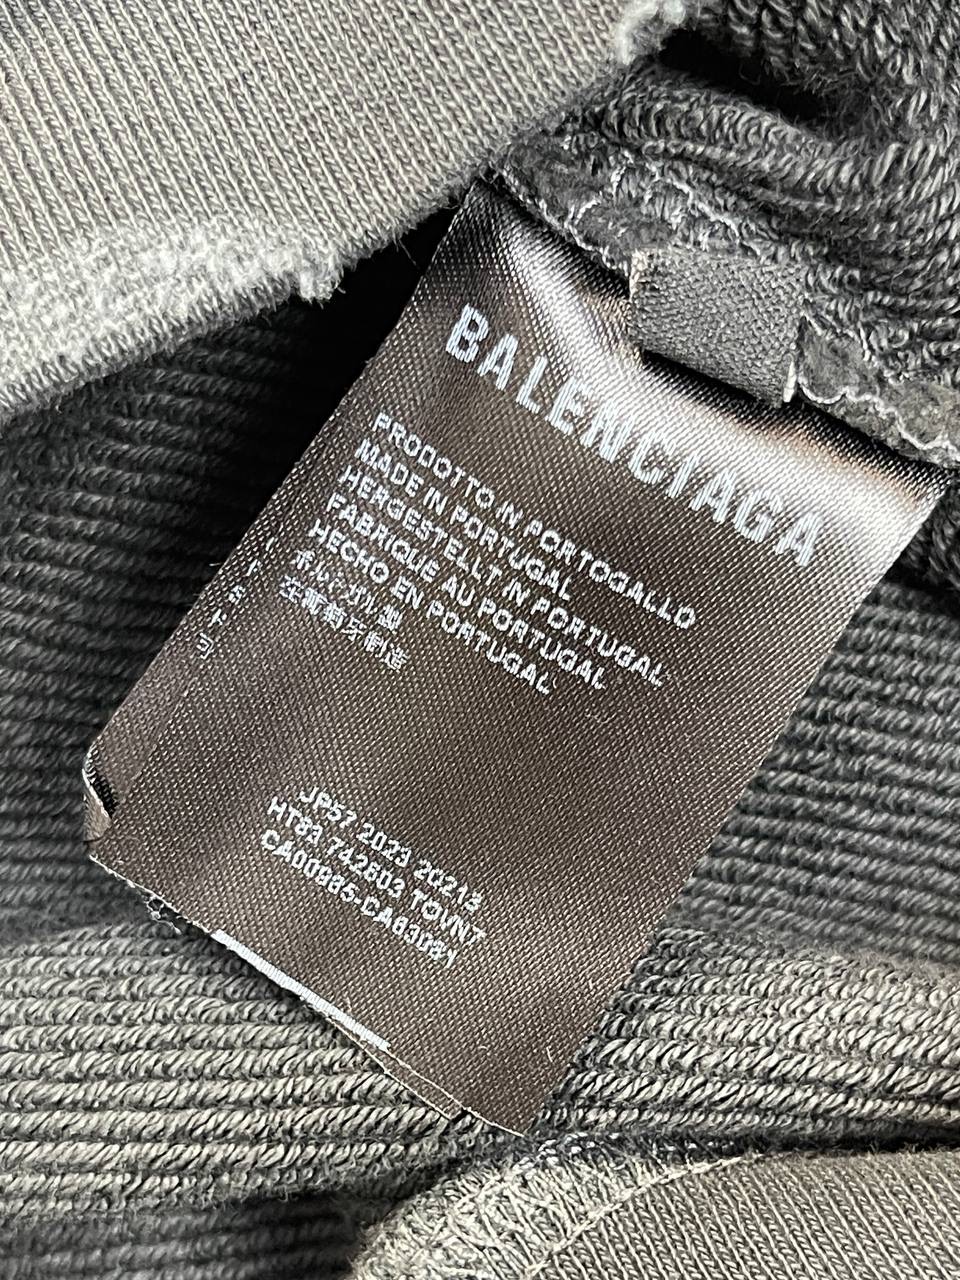 BALENCIAGA
PRODOTTO IN PORTOGALLO
MADE IN PORTUGAL
HERGESTELLT IN PORTUGAL
FABRIQUE AU PORTUGAL
HECHO EN PORTUGAL
ポルトガル製
在葡萄牙制造
JP57 2023 20213
HT83 742603 TOWN7
CA00985-CA63081